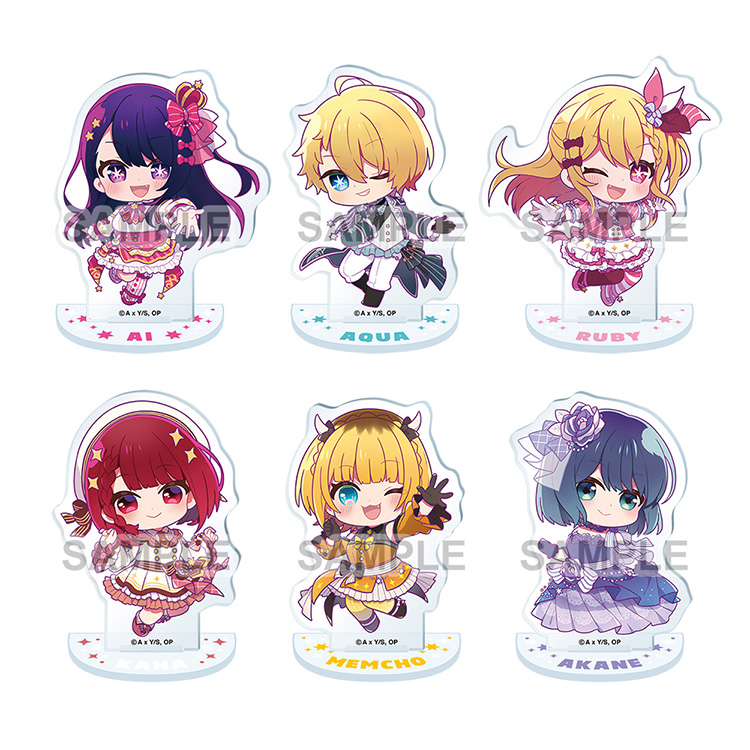 SAMPLE
SAMPLE
SAMPLE
©A x Y/S, OP
©A x Y/S, OP
©A x Y/S, OP
AI
AQUA
RUBY
SAMPLE
SAMPLE
SAMPLE
©A x Y/S, OP
©A x Y/S, OP
©A x Y/S, OP
KANA
MEMCHO
AKANE